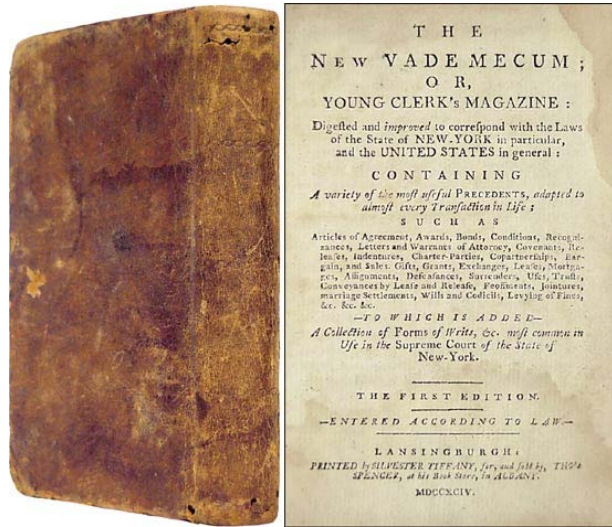 THE
NEW VADE MECUM;
OR,
YOUNG CLERK's MAGAZINE:
Digested and improved to correspond with the Laws
of the State of NEW-YORK in particular,
and the UNITED STATES in general:
CONTAINING
A variety of the most useful PRECEDENTS, adapted to
almost every Transaction in Life;
SUCH AS
Articles of Agreement, Awards, Bonds, Conditions, Recogni-
zances, Letters and Warrants of Attorney, Covenants, Re-
leases, Indentures, Charter-Parties, Copartnerships, Bar-
gain, and Sales. Gifts, Grants, Exchanges, Leases, Mortga-
ges, Assignments, Defeasances, Surrenders, Uses, Trusts,
Conveyances by Lease and Release, Feoffments, Jointures,
marriage Settlements, Wills and Codicils, Levying of Fines,
&c. &c. &c.
—TO WHICH IS ADDED—
A Collection of Forms of Writs, &c. most common in
Use in the Supreme Court of the State of
New-York.
THE FIRST EDITION.
—ENTERED ACCORDING TO LAW.—
LANSINGBURGH:
PRINTED by SILVESTER TIFFANY, for, and sold by, THOs
SPENCER, at his Book Store, in ALBANY.
MDCCXCIV.